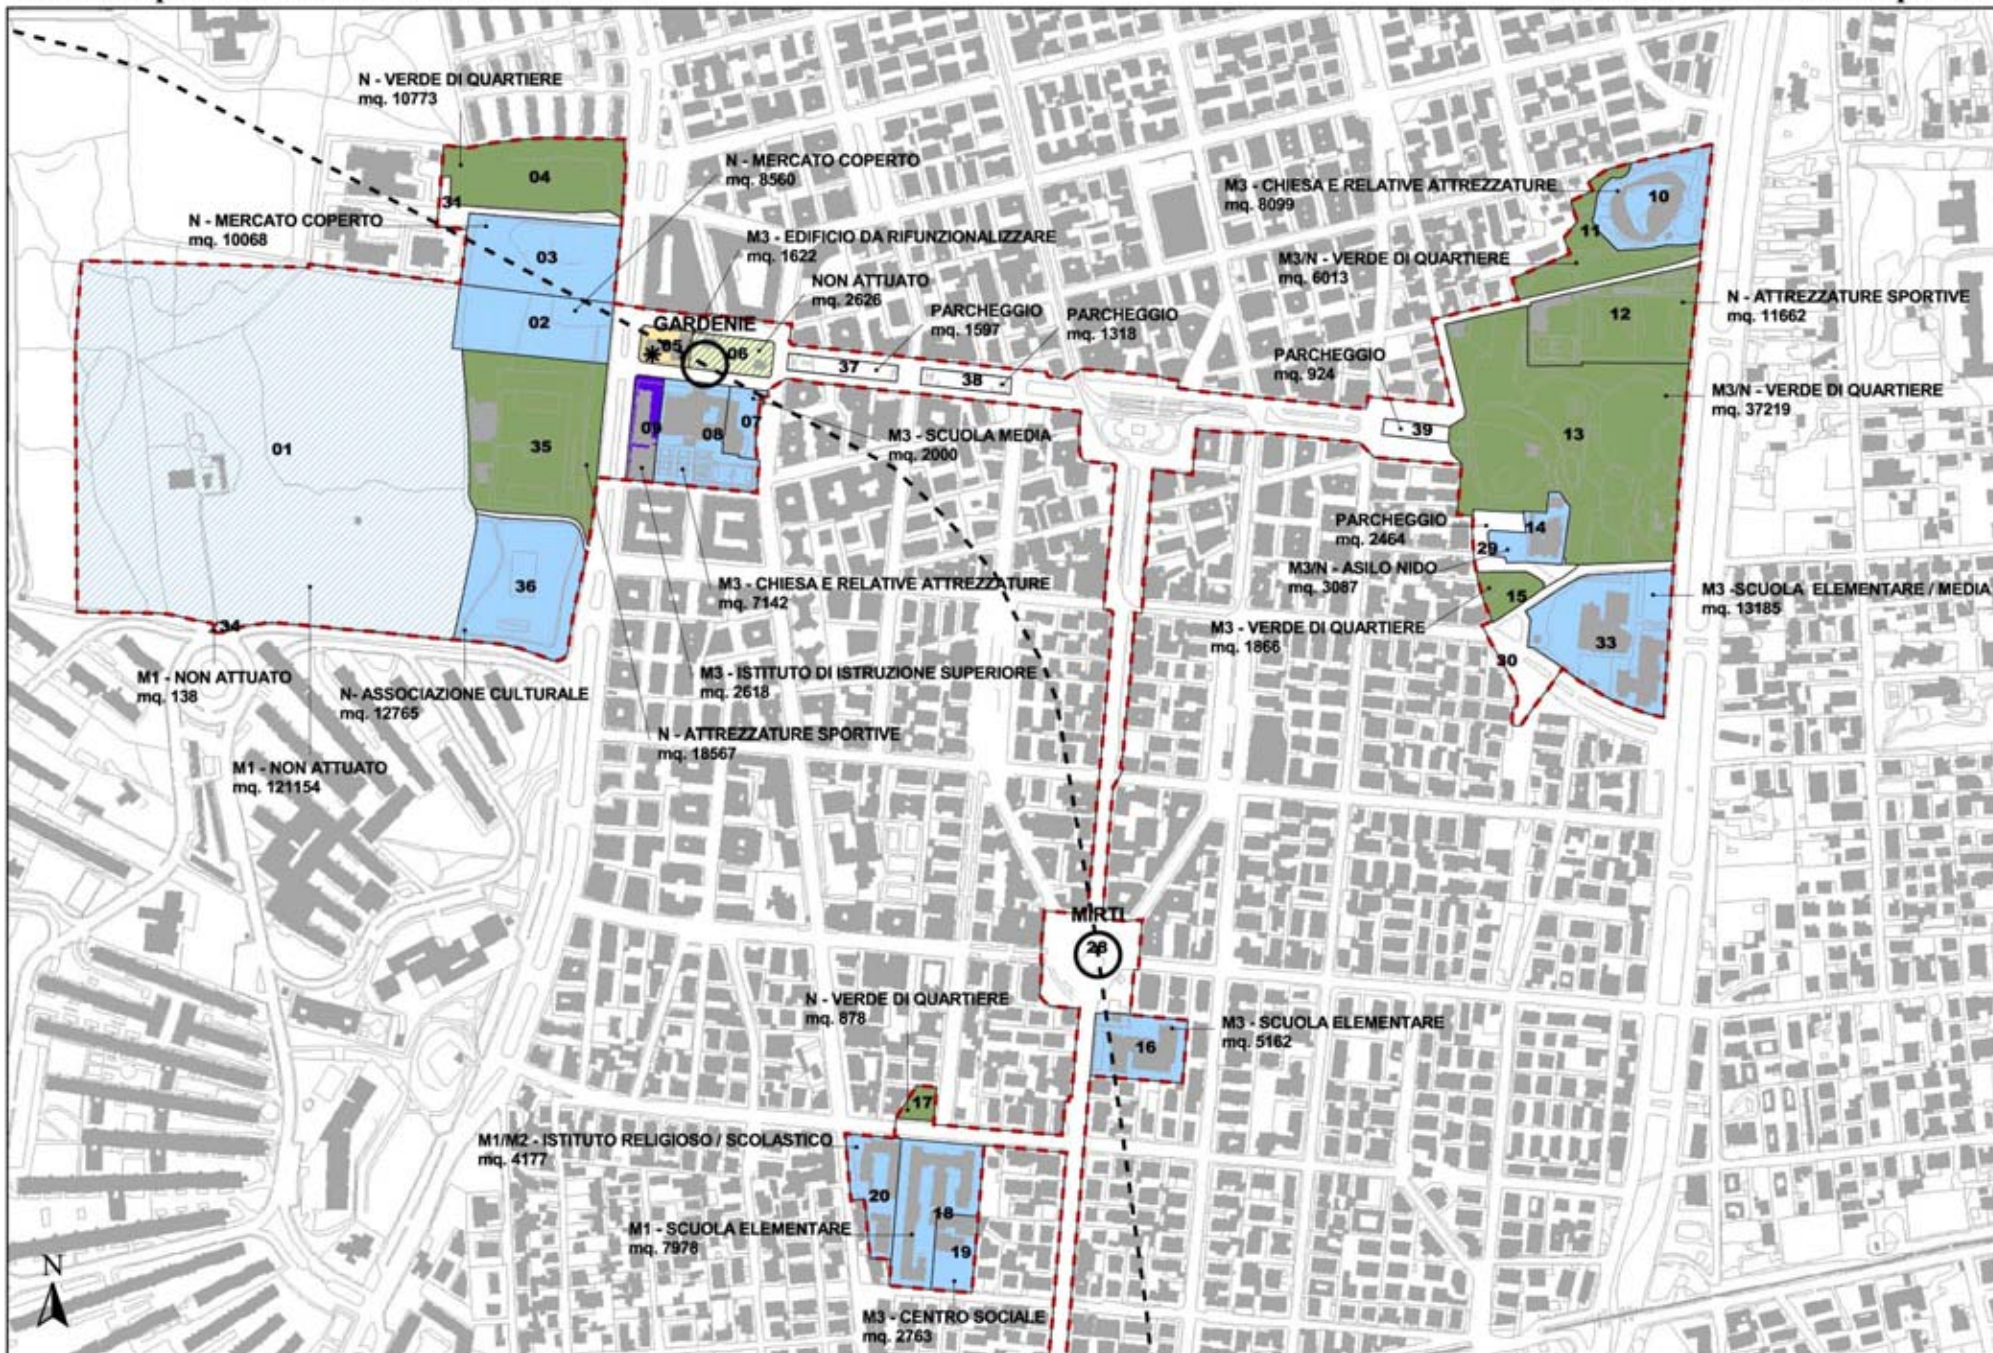 N - VERDE DI QUARTIERE
mq. 10773
N - MERCATO COPERTO
mq. 8560
N - MERCATO COPERTO
mq. 10068
M3 - EDIFICIO DA RIFUNZIONALIZZARE
mq. 1622
NON ATTUATO
mq. 2626
PARCHEGGIO
mq. 1597
PARCHEGGIO
mq. 1318
PARCHEGGIO
mq. 924
M3 - CHIESA E RELATIVE ATTREZZATURE
mq. 8099
M3/N - VERDE DI QUARTIERE
mq. 6013
N - ATTREZZATURE SPORTIVE
mq. 11662
M3/N - VERDE DI QUARTIERE
mq. 37219
04
31
03
02
01
35
36
34
GARDENIE
05
06
37
38
39
09
08
07
10
11
12
13
14
29
15
30
33
M3 - SCUOLA MEDIA
mq. 2000
PARCHEGGIO
mq. 2464
M3/N - ASILO NIDO
mq. 3087
M3 - CHIESA E RELATIVE ATTREZZATURE
mq. 7142
M3 -SCUOLA ELEMENTARE / MEDIA
mq. 13185
M3 - VERDE DI QUARTIERE
mq. 1866
M1 - NON ATTUATO
mq. 138
N- ASSOCIAZIONE CULTURALE
mq. 12765
M3 - ISTITUTO DI ISTRUZIONE SUPERIORE
mq. 2618
N - ATTREZZATURE SPORTIVE
mq. 18567
M1 - NON ATTUATO
mq. 121154
MIRTI
28
N - VERDE DI QUARTIERE
mq. 878
M3 - SCUOLA ELEMENTARE
mq. 5162
16
17
M1/M2 - ISTITUTO RELIGIOSO / SCOLASTICO
mq. 4177
20
18
19
M1 - SCUOLA ELEMENTARE
mq. 7978
M3 - CENTRO SOCIALE
mq. 2763
N